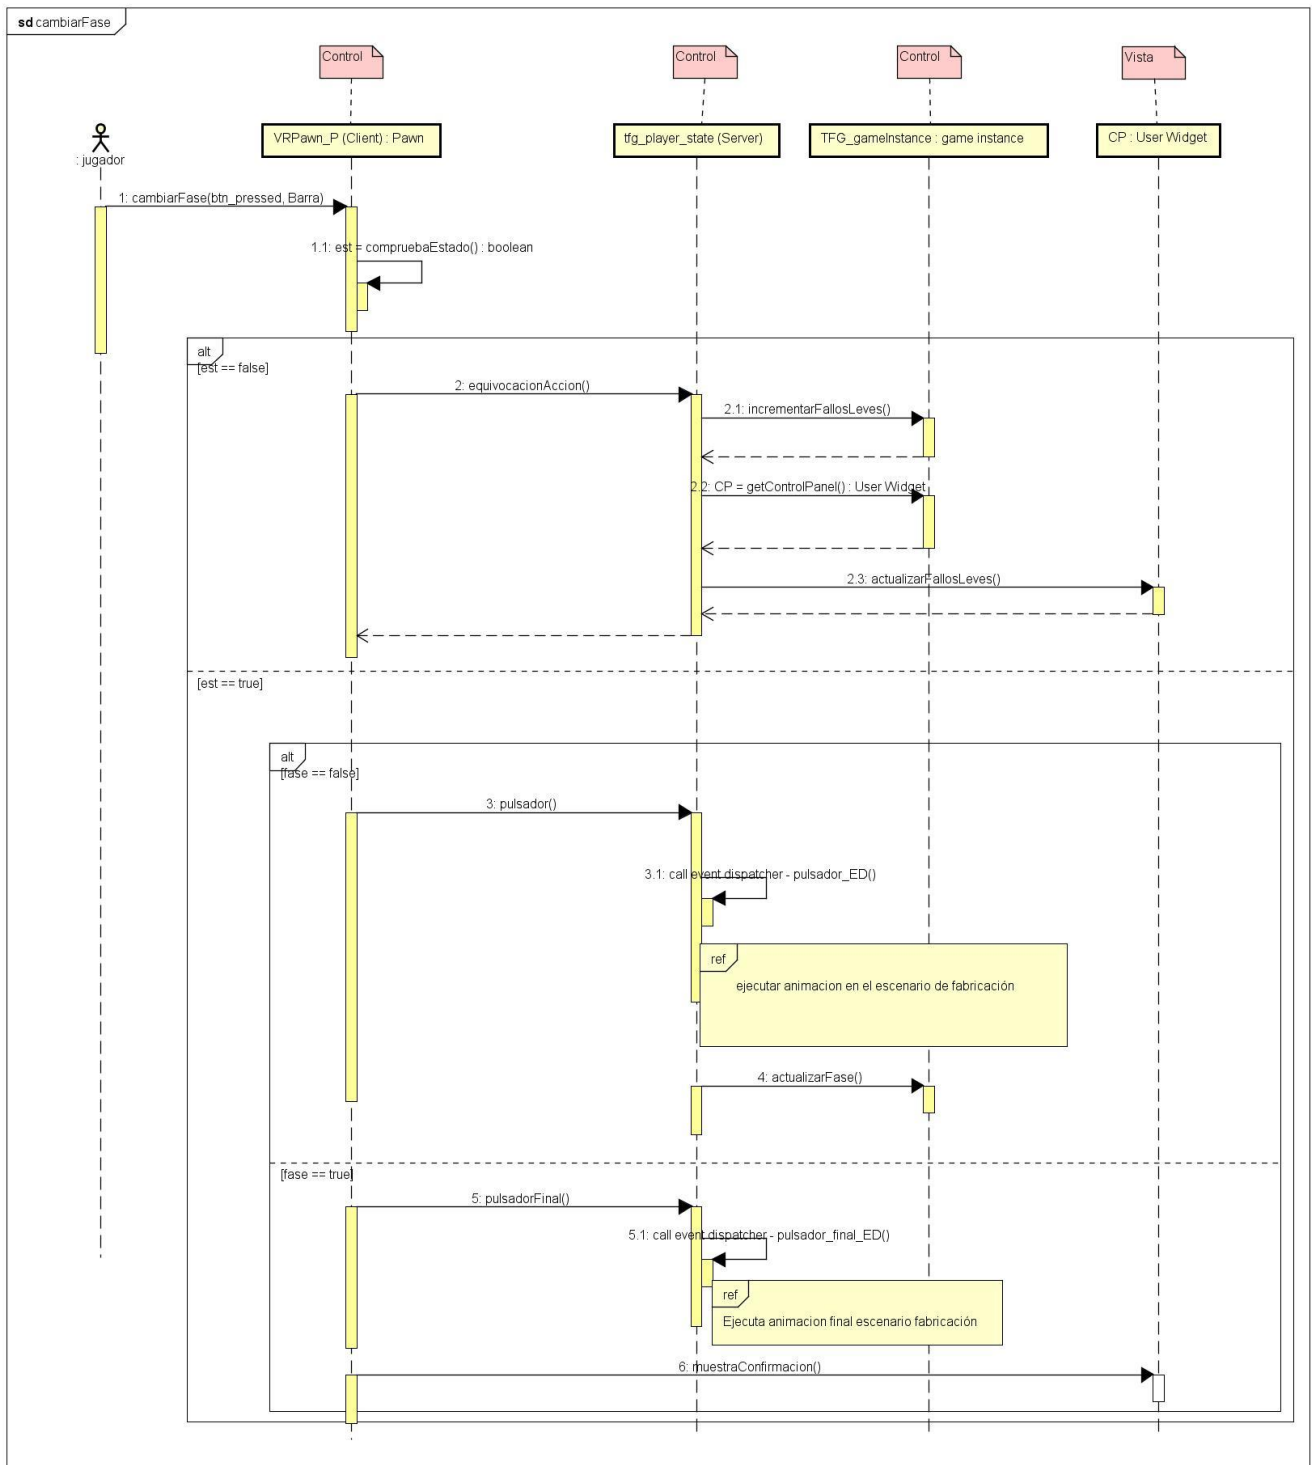 sd cambiarFase
Control
Control
Control
Vista
: jugador
VRPawn_P (Client) : Pawn
tfg_player_state (Server)
TFG_gameInstance : game instance
CP : User Widget
1: cambiarFase(btn_pressed, Barra)
1.1: est = compruebaEstado() : boolean
alt
[est == false]
2: equivocacionAccion()
2.1: incrementarFallosLeves()
2.2: CP = getControlPanel() : User Widget
2.3: actualizarFallosLeves()
[est == true]
alt
[fase == false]
3: pulsador()
3.1: call event dispatcher - pulsador_ED()
ref
ejecutar animacion en el escenario de fabricación
4: actualizarFase()
[fase == true]
5: pulsadorFinal()
5.1: call event dispatcher - pulsador_final_ED()
ref
Ejecuta animacion final escenario fabricación
6: muestraConfirmacion()